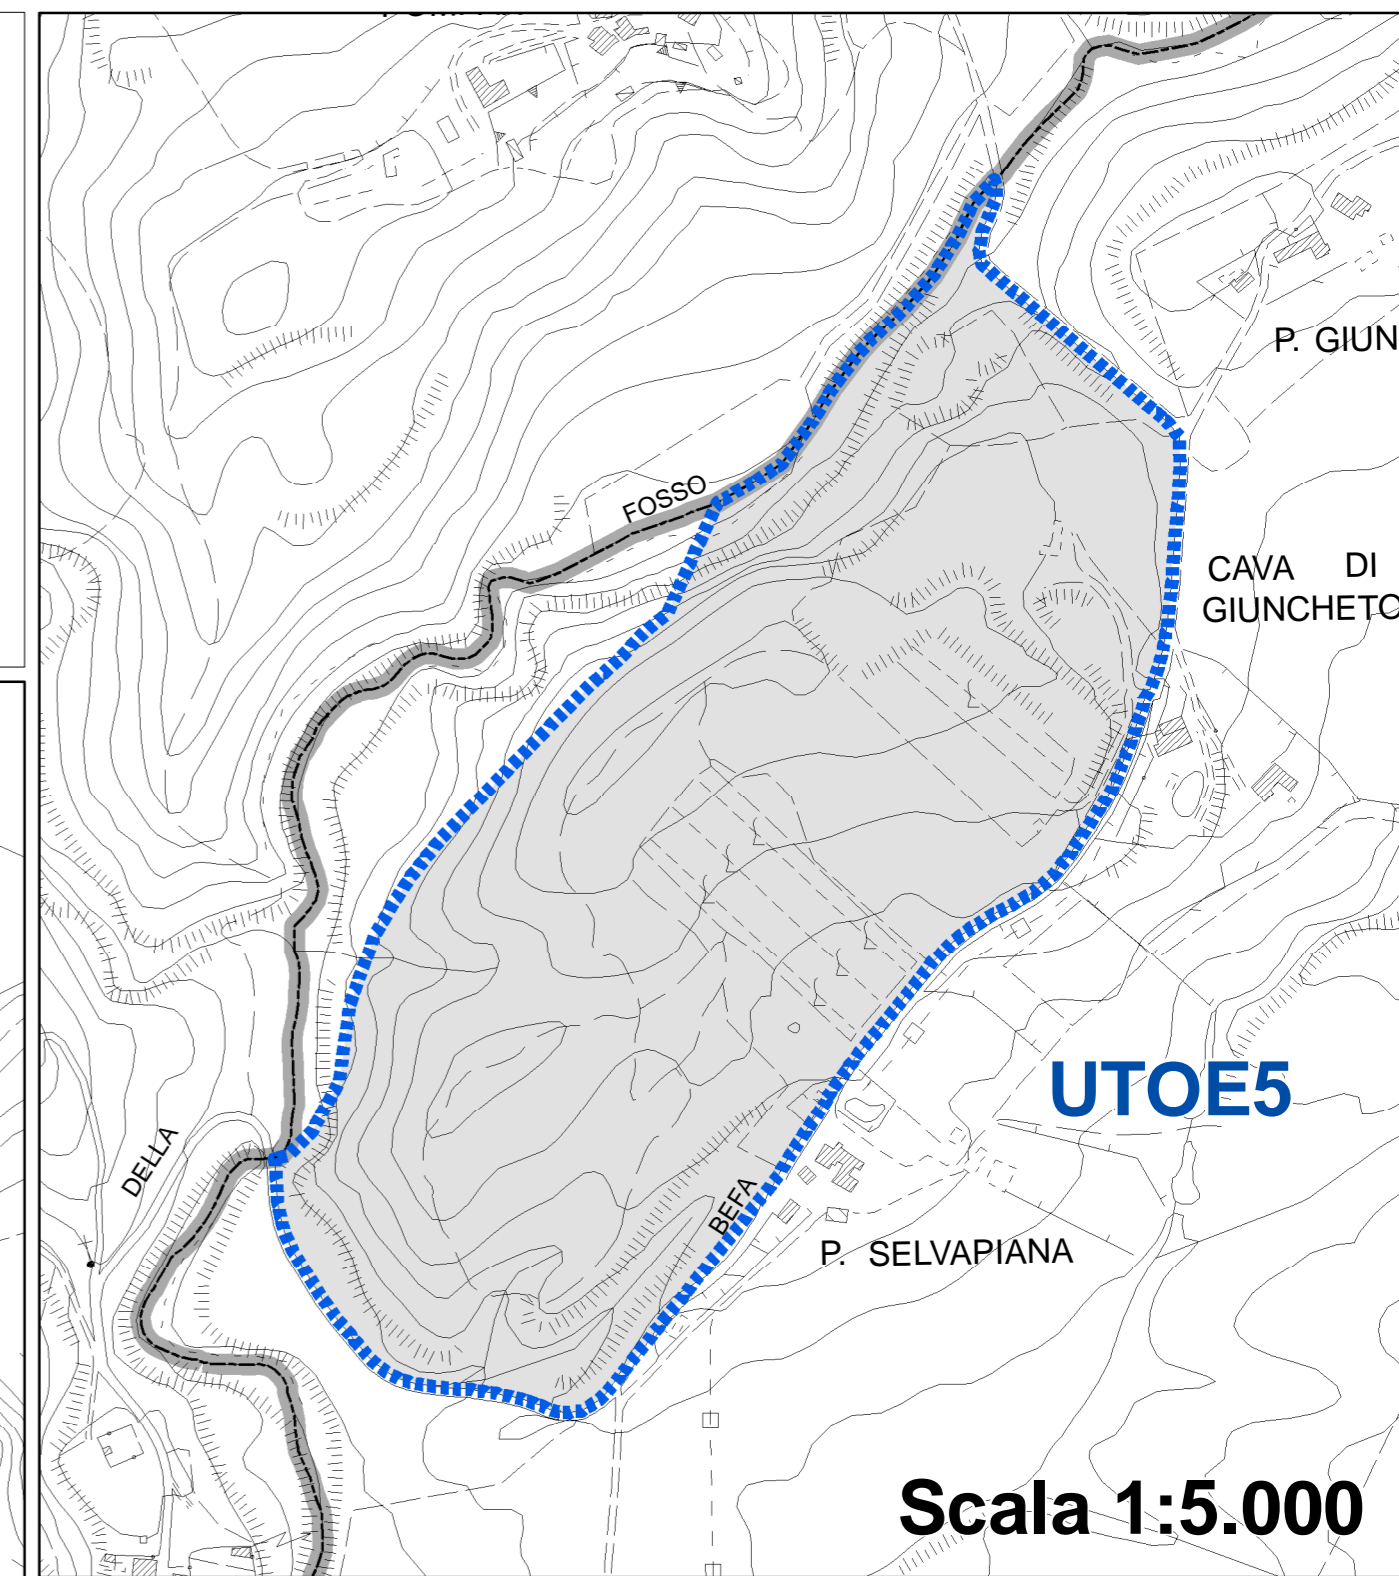 P. GIUN
FOSSO
CAVA DI
GIUNCHETO
UTOE5
DELLA
BEFA
P. SELVAPIANA
Scala 1:5.000